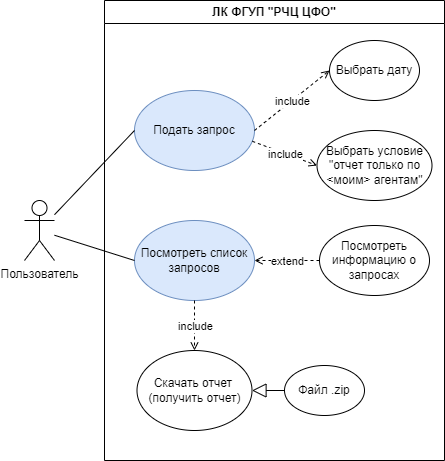 ЛК ФГУП "РЧЦ ЦФО"
Выбрать дату
include
Подать запрос
include
Выбрать условие
"отчет только по
<моим> агентам"
Пользователь
Посмотреть список
запросов
extend
Посмотреть
информацию о
запросах
include
Скачать отчет
(получить отчет)
Файл .zip